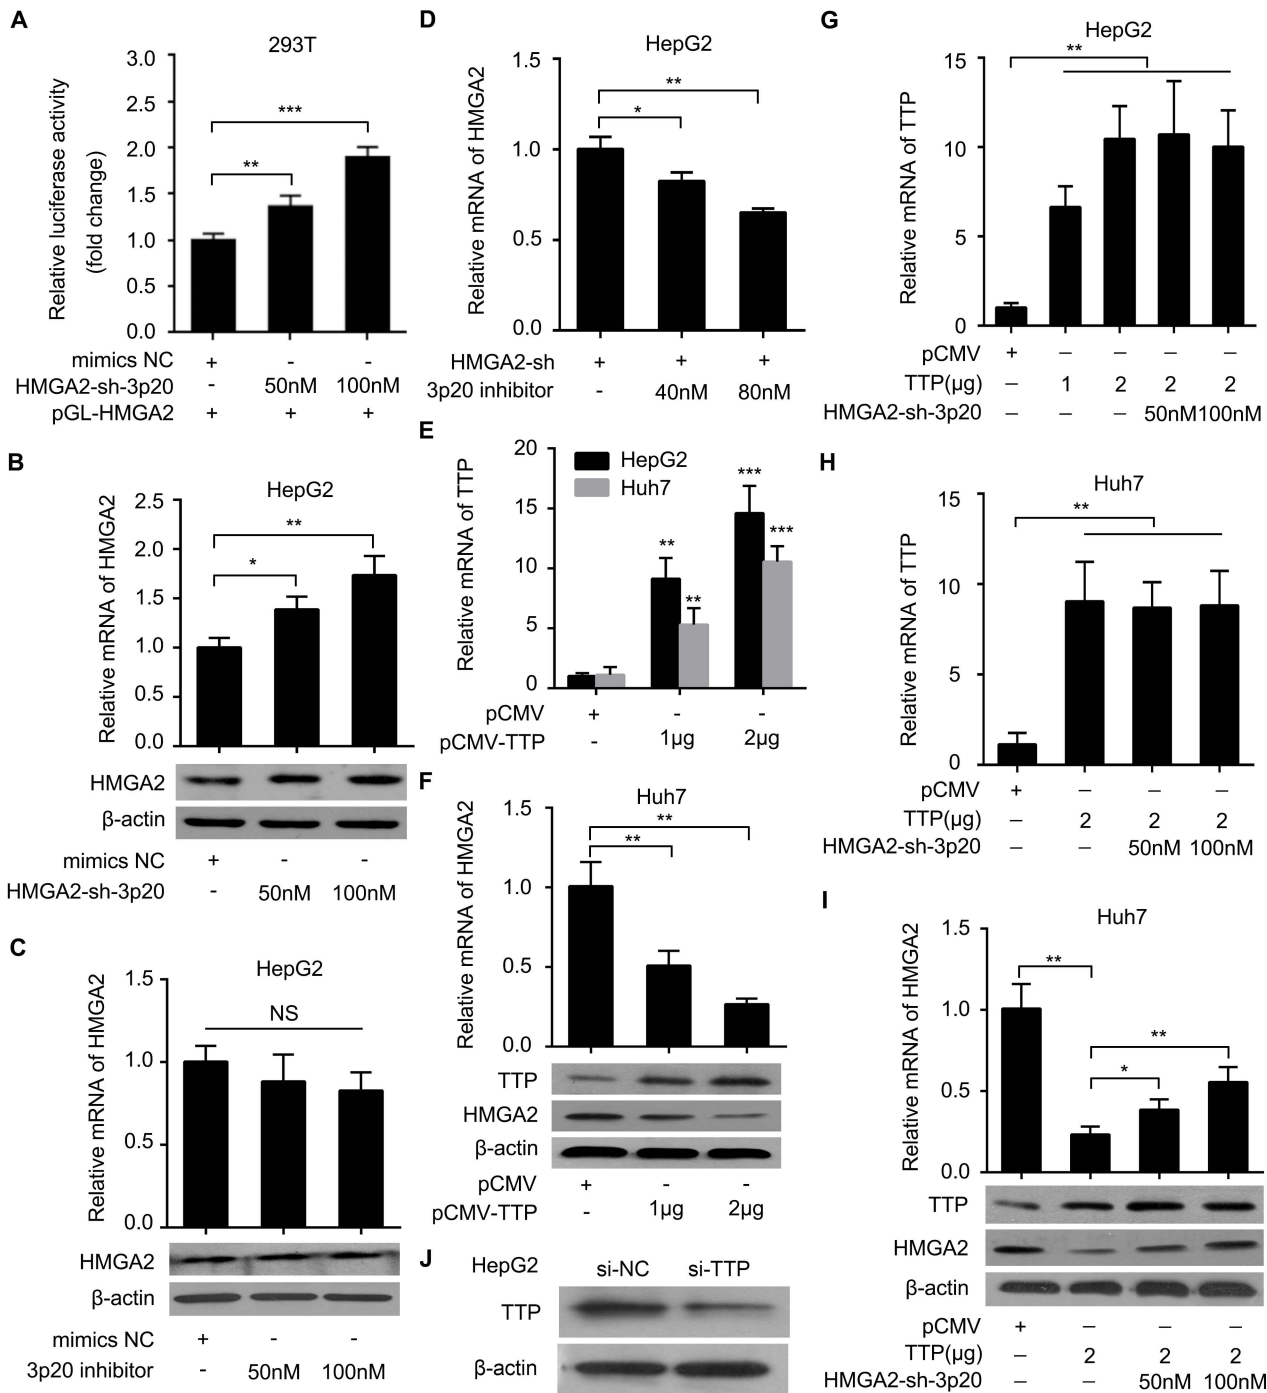 A
293T
Relative luciferase activity
(fold change)
3.0
2.5
2.0
1.5
1.0
0.5
0.0
***
**
mimics NC + - -
HMGA2-sh-3p20 - 50nM 100nM
pGL-HMGA2 + + +
B
HepG2
Relative mRNA of HMGA2
2.5
2.0
1.5
1.0
0.5
0.0
**
*
HMGA2
β-actin
mimics NC + - -
HMGA2-sh-3p20 - 50nM 100nM
C
HepG2
Relative mRNA of HMGA2
1.5
1.0
0.5
0.0
NS
HMGA2
β-actin
mimics NC + - -
3p20 inhibitor - 50nM 100nM
D
HepG2
Relative mRNA of HMGA2
1.5
1.0
0.5
0.0
**
*
HMGA2-sh + + +
3p20 inhibitor - 40nM 80nM
E
Relative mRNA of TTP
20
15
10
5
0
HepG2
Huh7
** ** *** ***
pCMV + - -
pCMV-TTP - 1μg 2μg
F
Huh7
Relative mRNA of HMGA2
1.5
1.0
0.5
0.0
**
**
TTP
HMGA2
β-actin
pCMV + - -
pCMV-TTP - 1μg 2μg
J
HepG2 si-NC si-TTP
TTP
β-actin
G
HepG2
Relative mRNA of TTP
15
10
5
0
**
pCMV + – – – –
TTP(μg) – 1 2 2 2
HMGA2-sh-3p20 – – – 50nM 100nM
H
Huh7
Relative mRNA of TTP
15
10
5
0
**
pCMV + – – –
TTP(μg) – 2 2 2
HMGA2-sh-3p20 – – 50nM 100nM
I
Huh7
Relative mRNA of HMGA2
1.5
1.0
0.5
0.0
**
**
*
TTP
HMGA2
β-actin
pCMV + – – –
TTP(μg) – 2 2 2
HMGA2-sh-3p20 – – 50nM 100nM